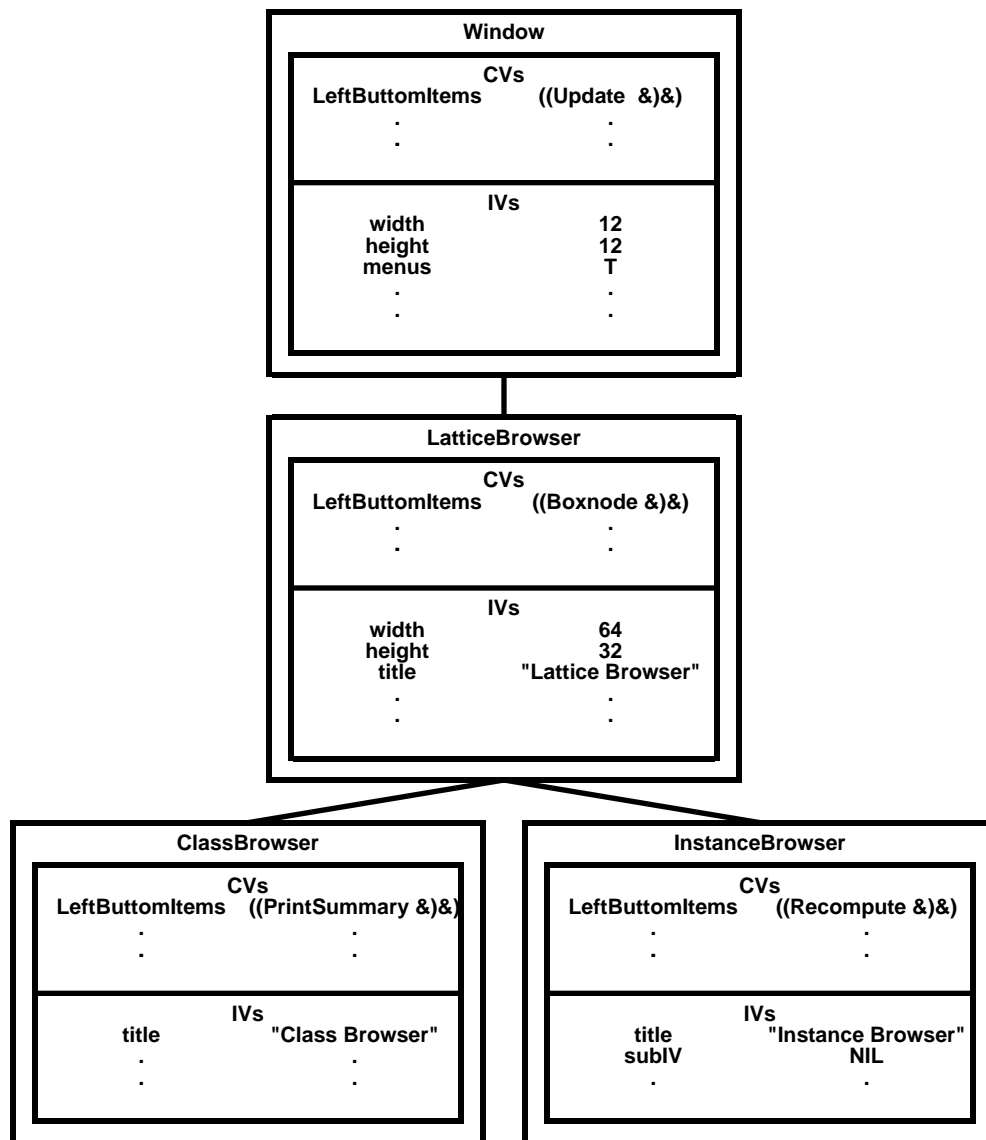 Window
CVs
LeftButtomItems ((Update &)&)
. .
. .
IVs
width 12
height 12
menus T
. .
. .
LatticeBrowser
CVs
LeftButtomItems ((Boxnode &)&)
. .
. .
IVs
width 64
height 32
title "Lattice Browser"
. .
. .
ClassBrowser
CVs
LeftButtomItems ((PrintSummary &)&)
. .
. .
IVs
title "Class Browser"
. .
. .
InstanceBrowser
CVs
LeftButtomItems ((Recompute &)&)
. .
. .
IVs
title "Instance Browser"
subIV NIL
. .